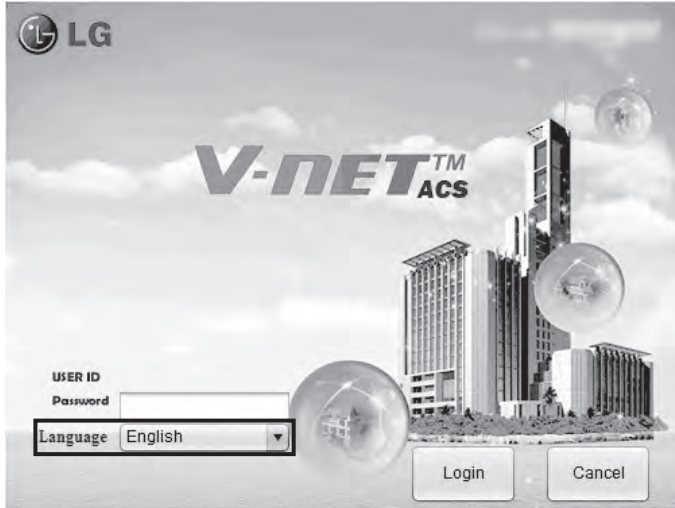 LG
V-NET™
ACS
USER ID
Password
Language English
Login Cancel